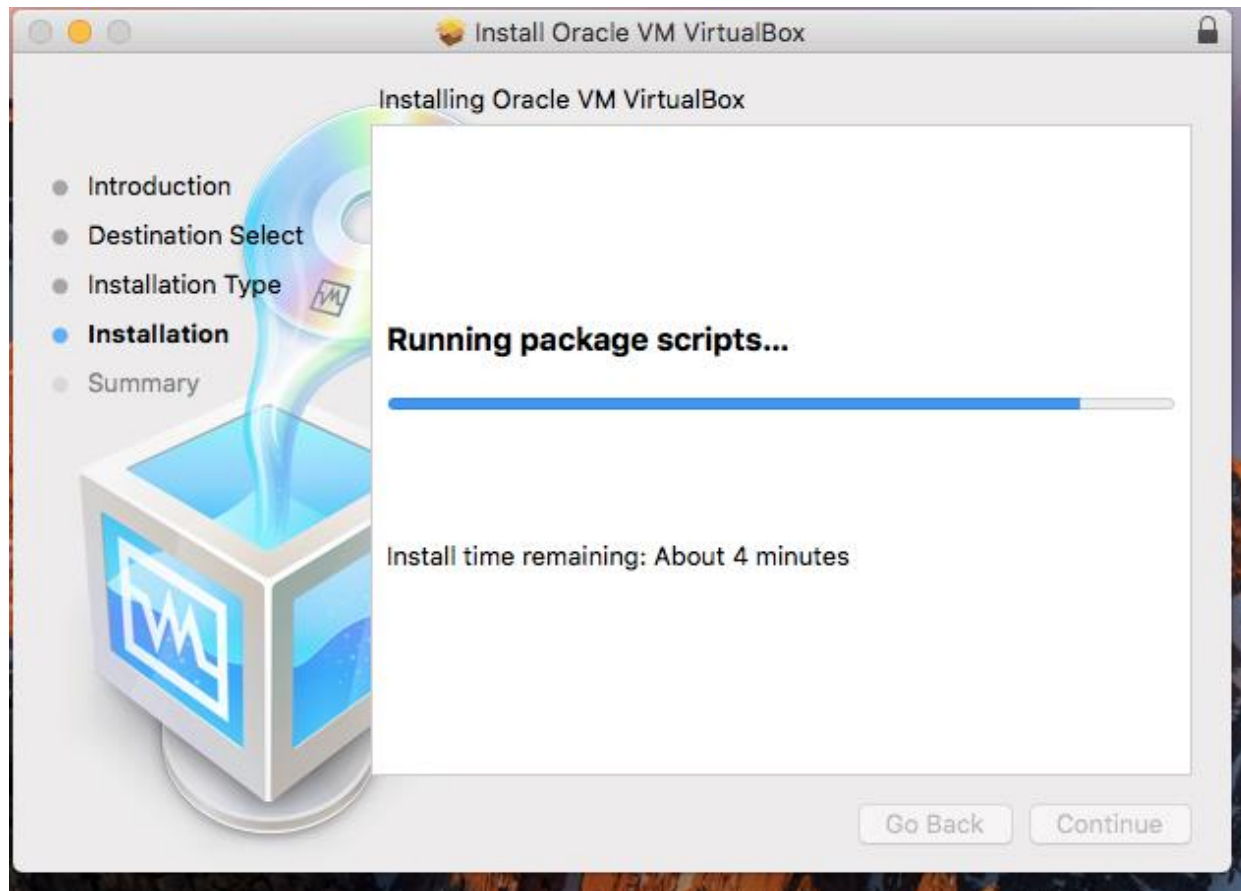 Install Oracle VM VirtualBox
Installing Oracle VM VirtualBox
Introduction
Destination Select
Installation Type
Installation
Summary
Running package scripts...
Install time remaining: About 4 minutes
Go Back
Continue